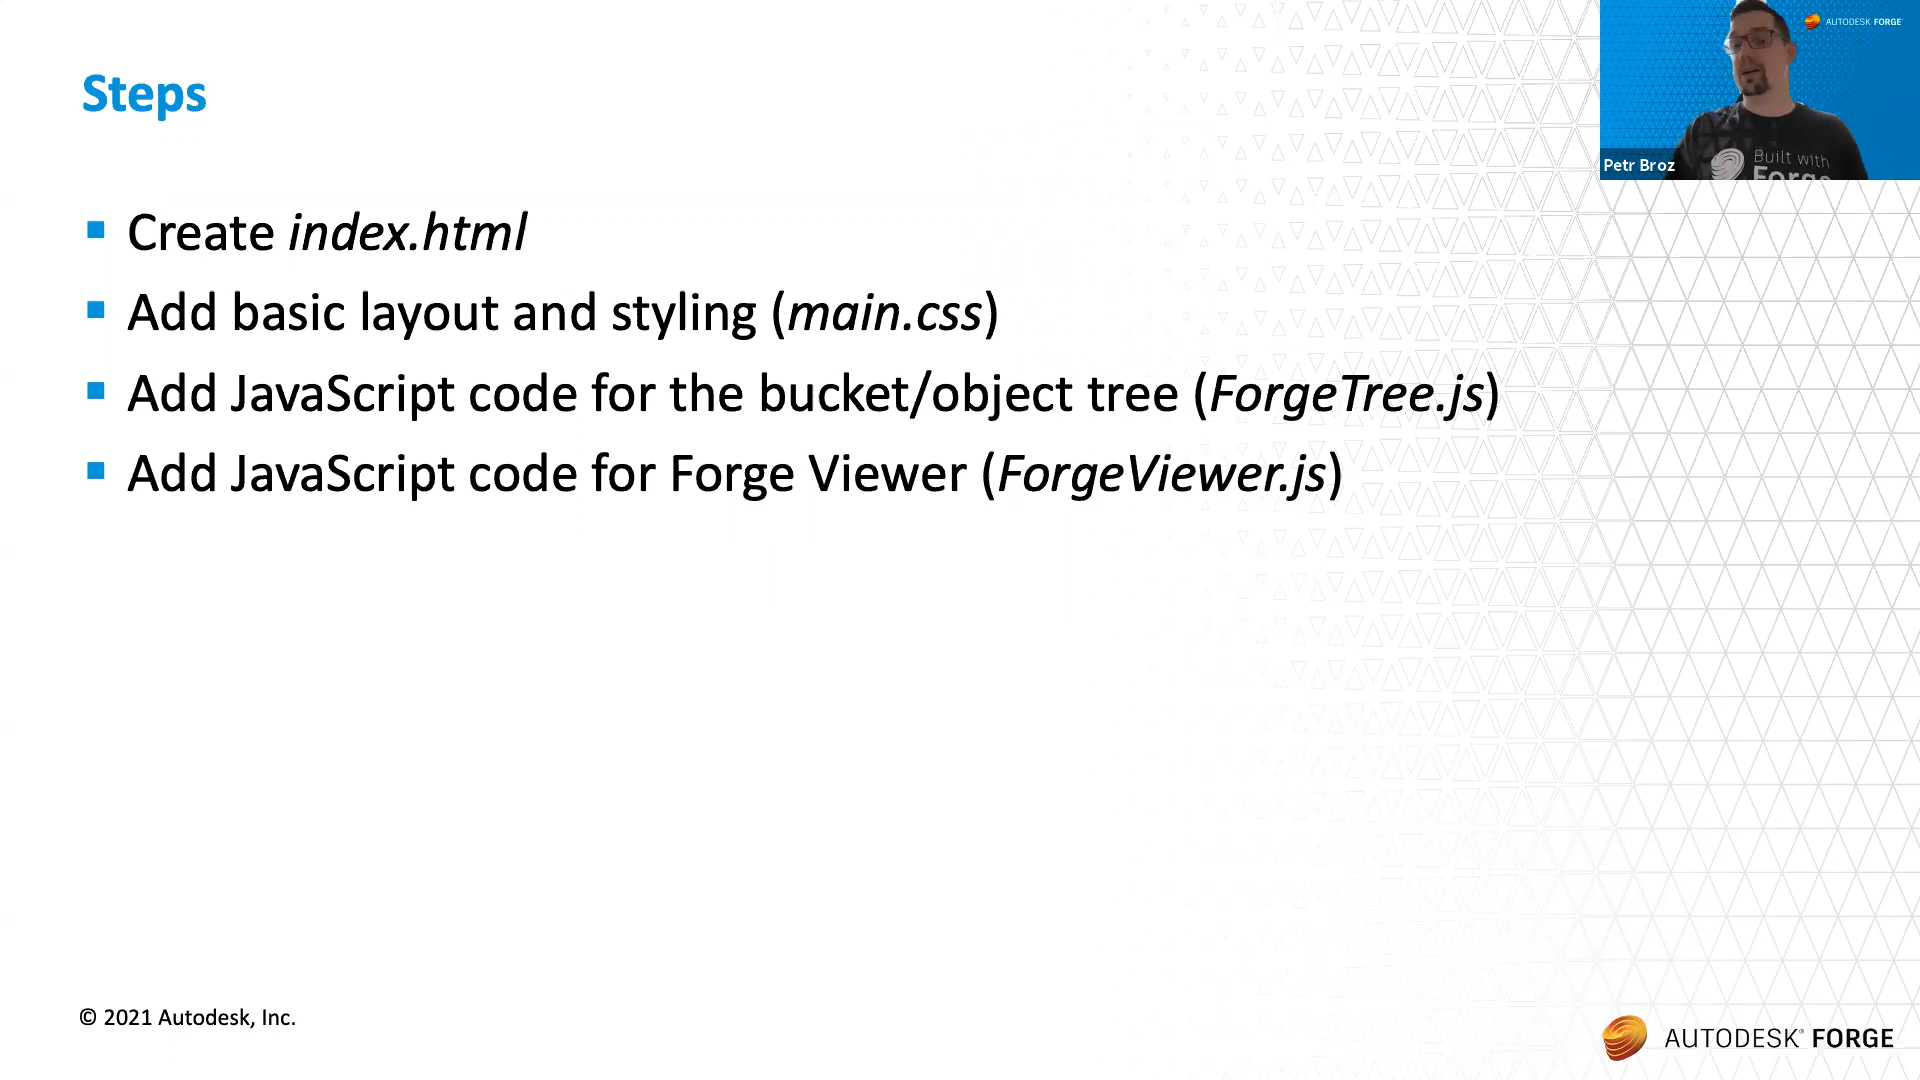 Steps
AUTODESK FORGE
Built with
Forge
Petr Broz
Create index.html
Add basic layout and styling (main.css)
Add JavaScript code for the bucket/object tree (ForgeTree.js)
Add JavaScript code for Forge Viewer (ForgeViewer.js)
© 2021 Autodesk, Inc.
AUTODESK® FORGE